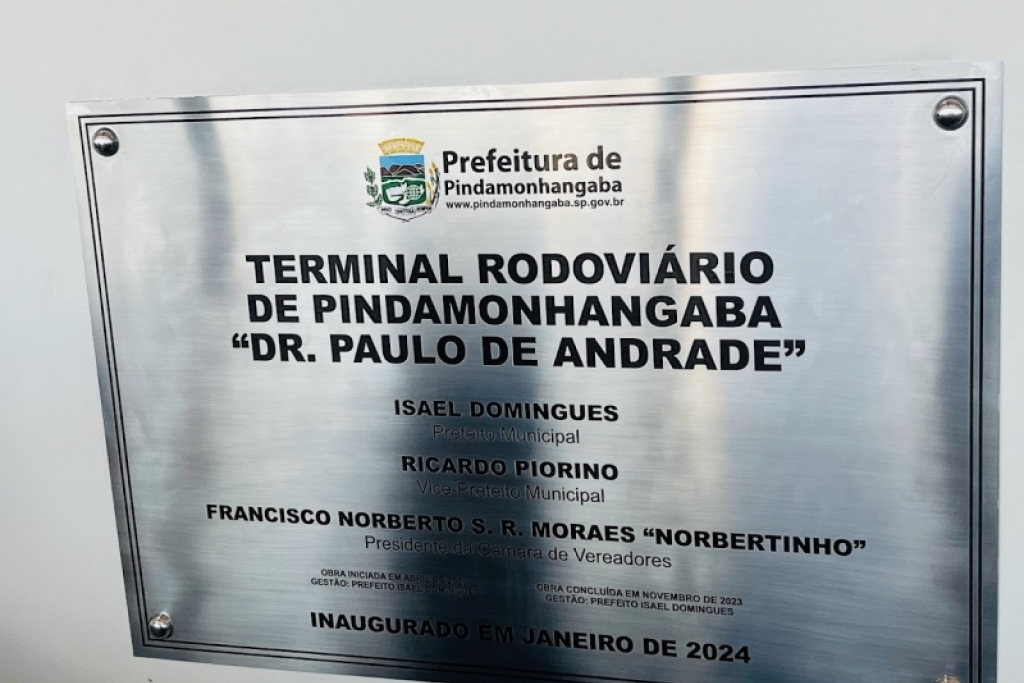 Prefeitura de
Pindamonhangaba
www.pindamonhangaba.sp.gov.br
TERMINAL RODOVIÁRIO
DE PINDAMONHANGABA
“DR. PAULO DE ANDRADE”
ISAEL DOMINGUES
Prefeito Municipal
RICARDO PIORINO
Vice-Prefeito Municipal
FRANCISCO NORBERTO S. R. MORAES “NORBERTINHO”
Presidente da Câmara de Vereadores
OBRA INICIADA EM
GESTÃO: PREFEITO ISAEL DOMINGUES
OBRA CONCLUÍDA EM NOVEMBRO DE 2023
GESTÃO: PREFEITO ISAEL DOMINGUES
INAUGURADO EM JANEIRO DE 2024